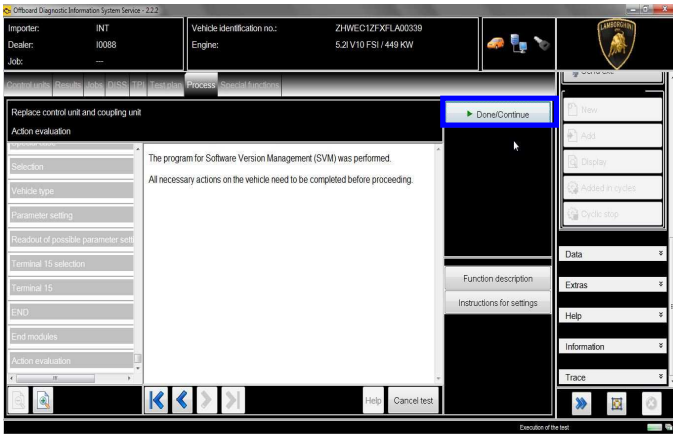 Offboard Diagnostic Information System Service - 2.2.2
Importer: INT
Dealer: I0088
Job: ---
Vehicle identification no.: ZHWEC1ZFXFLA00339
Engine: 5.2l V10 FSI / 449 KW
LAMBORGHINI
Control units Results Jobs DISS TPI Test plan Process Special functions
Replace control unit and coupling unit
Action evaluation
Done/Continue
Selection
Vehicle type
Parameter setting
Readout of possible parameter sett
Terminal 15 selection
Terminal 15
END
End modules
Action evaluation
The program for Software Version Management (SVM) was performed.
All necessary actions on the vehicle need to be completed before proceeding.
Function description
Instructions for settings
Help
Cancel test
New
Add
Display
Added in cycles
Cyclic stop
Data
Extras
Help
Information
Trace
Execution of the test